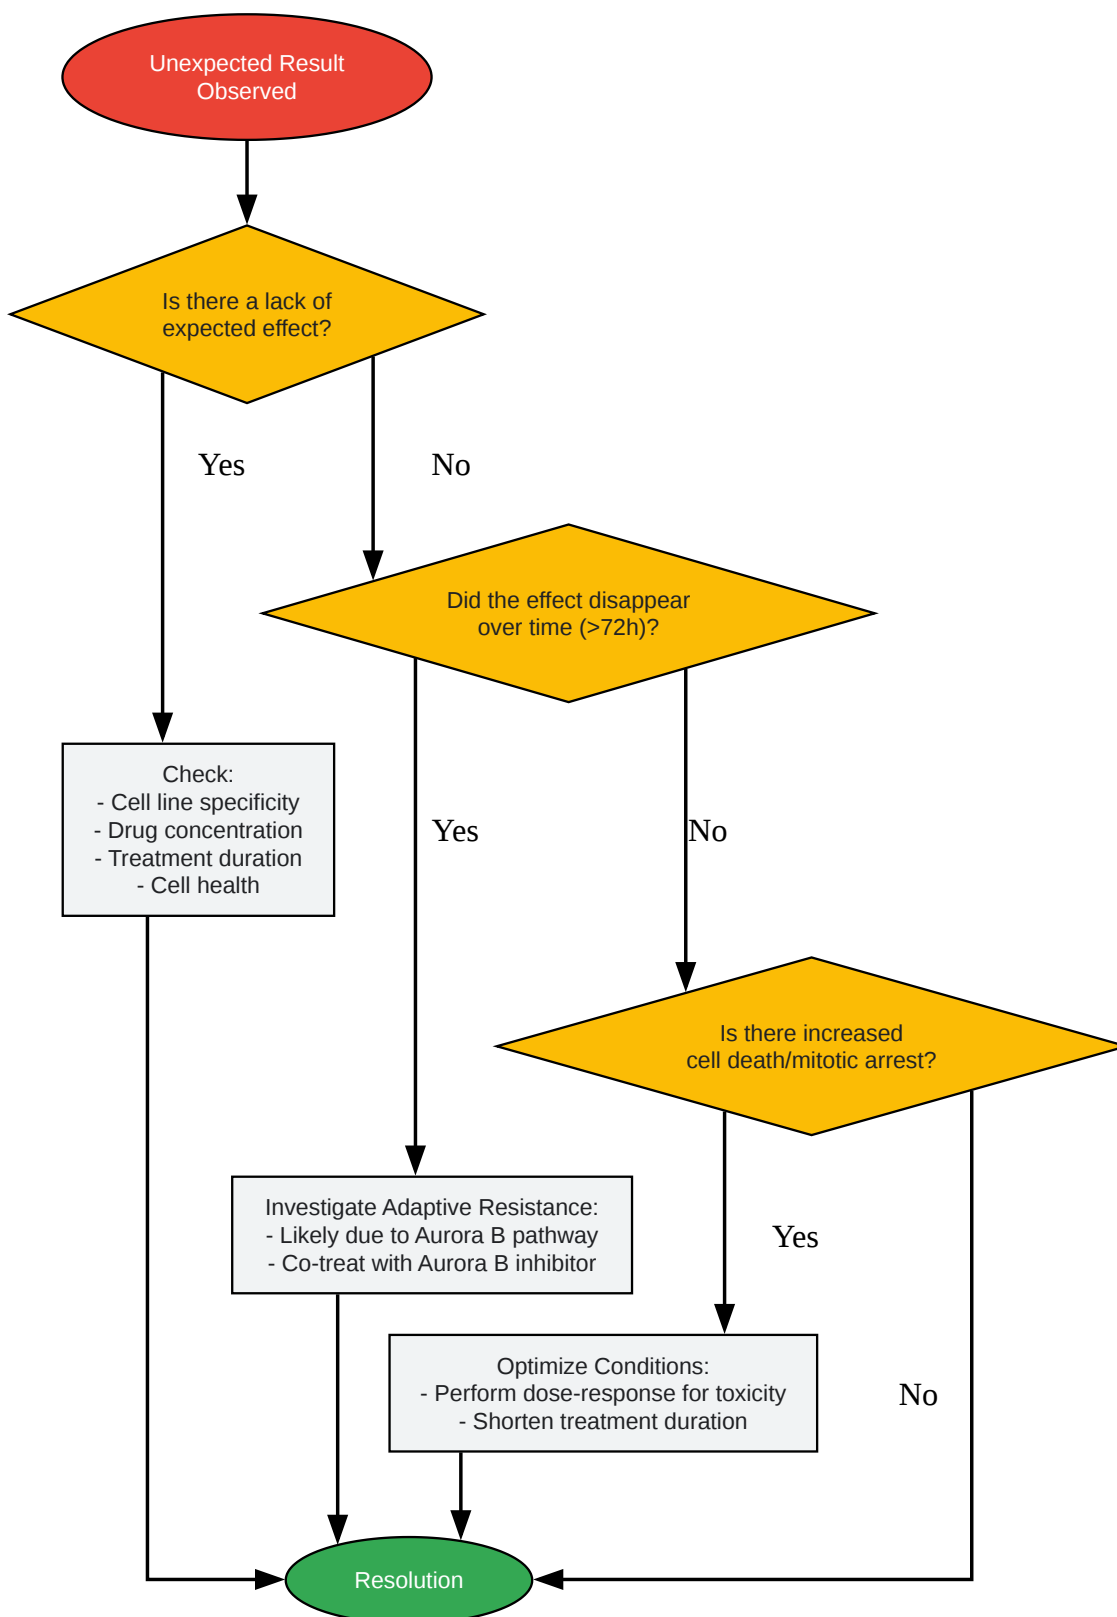 Unexpected Result
Observed
Is there a lack of
expected effect?
Yes
No
Did the effect disappear
over time (>72h)?
Check:
- Cell line specificity
- Drug concentration
- Treatment duration
- Cell health
Yes
No
Is there increased
cell death/mitotic arrest?
Investigate Adaptive Resistance:
- Likely due to Aurora B pathway
- Co-treat with Aurora B inhibitor
Yes
Optimize Conditions:
- Perform dose-response for toxicity
- Shorten treatment duration
No
Resolution